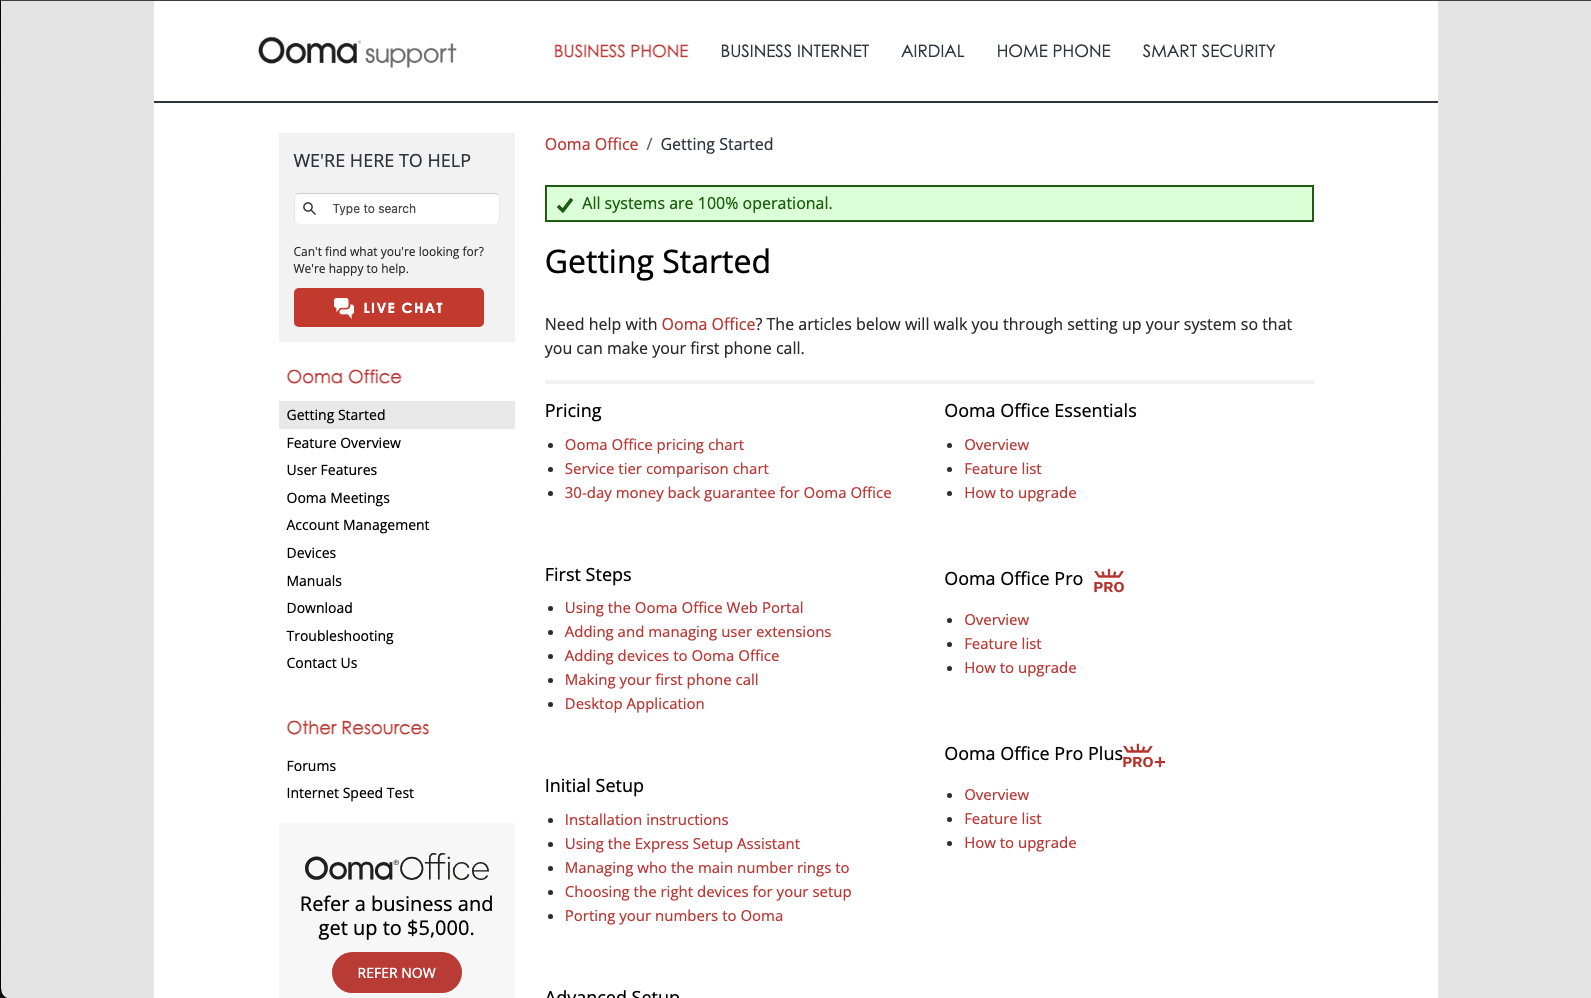 Ooma support
BUSINESS PHONE BUSINESS INTERNET AIRDIAL HOME PHONE SMART SECURITY
WE'RE HERE TO HELP
Type to search
Can't find what you're looking for?
We're happy to help.
LIVE CHAT
Ooma Office
Getting Started
Feature Overview
User Features
Ooma Meetings
Account Management
Devices
Manuals
Download
Troubleshooting
Contact Us
Other Resources
Forums
Internet Speed Test
Ooma® Office
Refer a business and
get up to $5,000.
REFER NOW
Ooma Office / Getting Started
All systems are 100% operational.
Getting Started
Need help with Ooma Office? The articles below will walk you through setting up your system so that
you can make your first phone call.
Pricing
Ooma Office pricing chart
Service tier comparison chart
30-day money back guarantee for Ooma Office
First Steps
Using the Ooma Office Web Portal
Adding and managing user extensions
Adding devices to Ooma Office
Making your first phone call
Desktop Application
Initial Setup
Installation instructions
Using the Express Setup Assistant
Managing who the main number rings to
Choosing the right devices for your setup
Porting your numbers to Ooma
Advanced Setup
Ooma Office Essentials
Overview
Feature list
How to upgrade
Ooma Office Pro PRO
Overview
Feature list
How to upgrade
Ooma Office Pro Plus PRO+
Overview
Feature list
How to upgrade